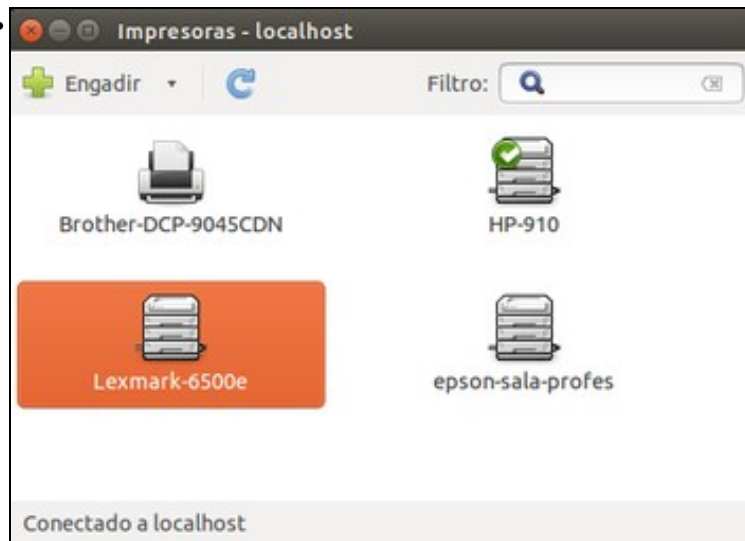 Impresoras - localhost
Engadir
Filtro:
Brother-DCP-9045CDN
HP-910
Lexmark-6500e
epson-sala-profes
Conectado a localhost